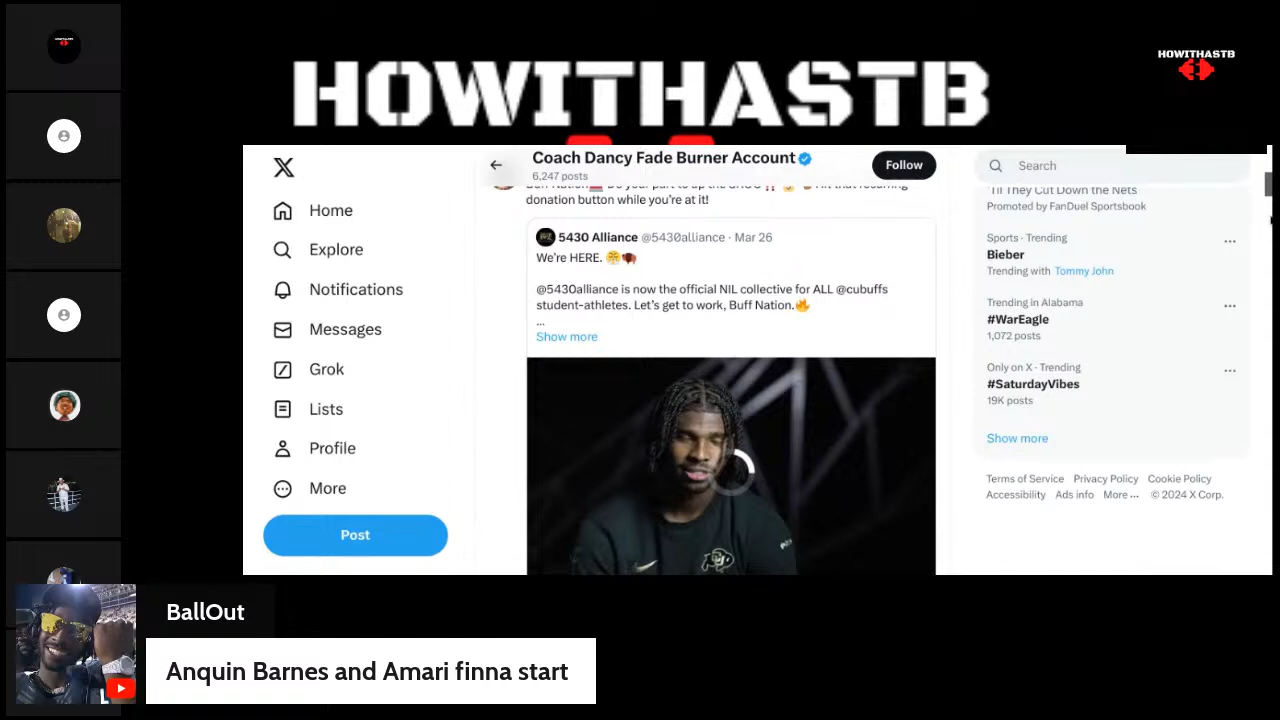 HOWITHASTB
HOWITHASTB
X
Home
Explore
Notifications
Messages
Grok
Lists
Profile
More
Post
Coach Dancy Fade Burner Account
6,247 posts
Follow
donation button while you're at it!
5430 Alliance @5430alliance · Mar 26
We're HERE. 😤🦬
@5430alliance is now the official NIL collective for ALL @cubuffs
student-athletes. Let's get to work, Buff Nation.🔥
...
Show more
CU
Search
'Til They Cut Down the Nets
Promoted by FanDuel Sportsbook
Sports · Trending
Bieber
Trending with Tommy John
Trending in Alabama
#WarEagle
1,072 posts
Only on X · Trending
#SaturdayVibes
19K posts
Show more
Terms of Service Privacy Policy Cookie Policy
Accessibility Ads info More ... © 2024 X Corp.
BallOut
Anquin Barnes and Amari finna start